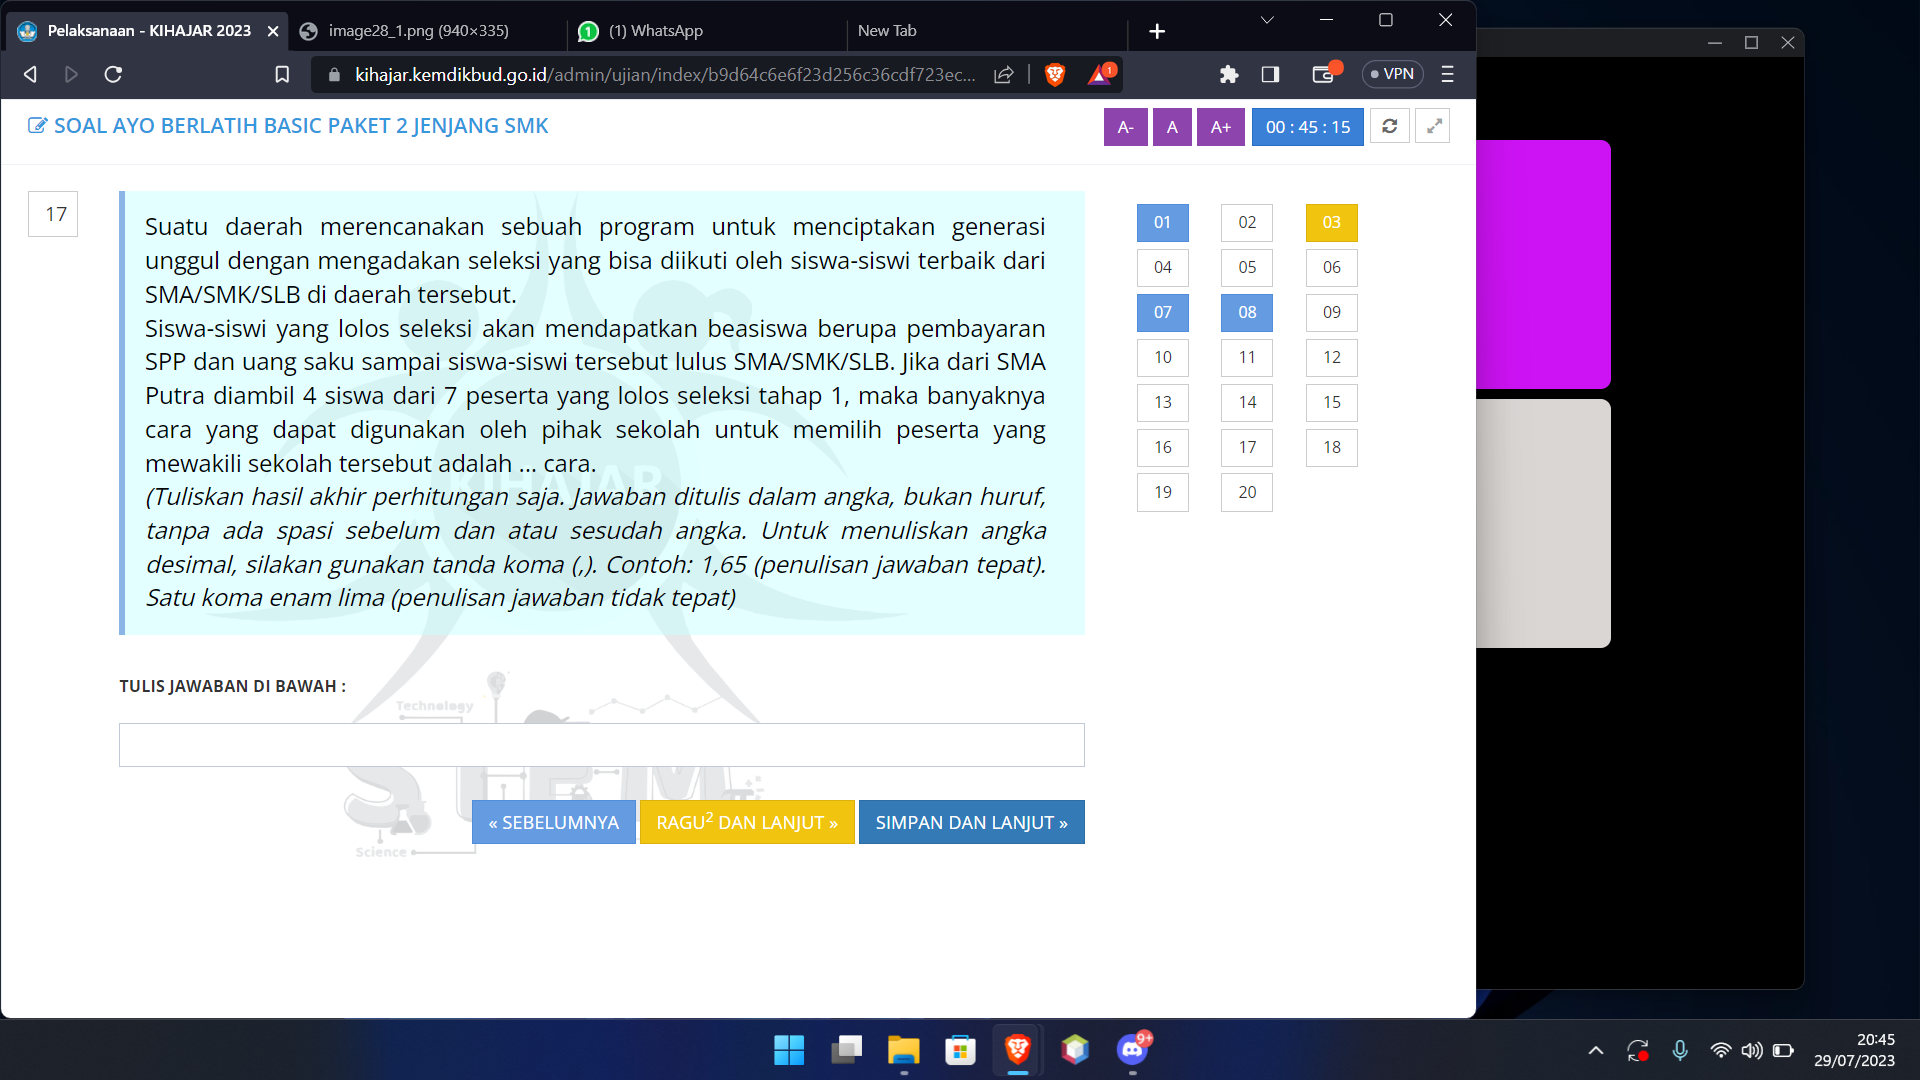 Pelaksanaan - KIHAJAR 2023
image28_1.png (940×335)
1
(1) WhatsApp
New Tab
kihajar.kemdikbud.go.id/admin/ujian/index/b9d64c6e6f23d256c36cdf723ec...
1
VPN
SOAL AYO BERLATIH BASIC PAKET 2 JENJANG SMK
A-
A
A+
00 : 45 : 15
17
Suatu daerah merencanakan sebuah program untuk menciptakan generasi
unggul dengan mengadakan seleksi yang bisa diikuti oleh siswa-siswi terbaik dari
SMA/SMK/SLB di daerah tersebut.
Siswa-siswi yang lolos seleksi akan mendapatkan beasiswa berupa pembayaran
SPP dan uang saku sampai siswa-siswi tersebut lulus SMA/SMK/SLB. Jika dari SMA
Putra diambil 4 siswa dari 7 peserta yang lolos seleksi tahap 1, maka banyaknya
cara yang dapat digunakan oleh pihak sekolah untuk memilih peserta yang
mewakili sekolah tersebut adalah ... cara.
(Tuliskan hasil akhir perhitungan saja. Jawaban ditulis dalam angka, bukan huruf,
tanpa ada spasi sebelum dan atau sesudah angka. Untuk menuliskan angka
desimal, silakan gunakan tanda koma (,). Contoh: 1,65 (penulisan jawaban tepat).
Satu koma enam lima (penulisan jawaban tidak tepat)
KIHAJAR
01 02 03
04 05 06
07 08 09
10 11 12
13 14 15
16 17 18
19 20
TULIS JAWABAN DI BAWAH :
Technology
STEM
Science
« SEBELUMNYA
RAGU² DAN LANJUT »
SIMPAN DAN LANJUT »
9+
20:45
29/07/2023